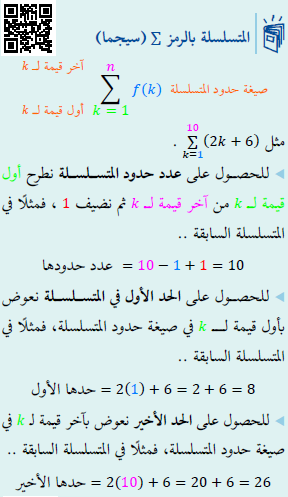 المتسلسلة بالرمز ∑ (سيجما)
آخر قيمة لـ k
n
صيغة حدود المتسلسلة ∑ f(k)
أول قيمة لـ k k = 1
مثل ∑ (2k + 6) .
10
k=1
للحصول على عدد حدود المتسلسلة نطرح أول
قيمة لـ k من آخر قيمة لـ k ثم نضيف 1 ، فمثلًا في
المتسلسلة السابقة ..
عدد حدودها = 10 − 1 + 1 = 10
للحصول على الحد الأول في المتسلسلة نعوض
بأول قيمة لـ k في صيغة حدود المتسلسلة، فمثلًا في
المتسلسلة السابقة ..
حدها الأول = 2(1) + 6 = 2 + 6 = 8
للحصول على الحد الأخير نعوض بآخر قيمة لـ k في
صيغة حدود المتسلسلة، فمثلًا في المتسلسلة السابقة ..
حدها الأخير = 2(10) + 6 = 20 + 6 = 26